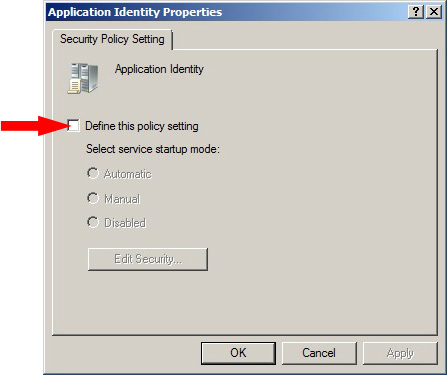 Application Identity Properties
Security Policy Setting
Application Identity
Define this policy setting
Select service startup mode:
Automatic
Manual
Disabled
Edit Security...
OK Cancel Apply